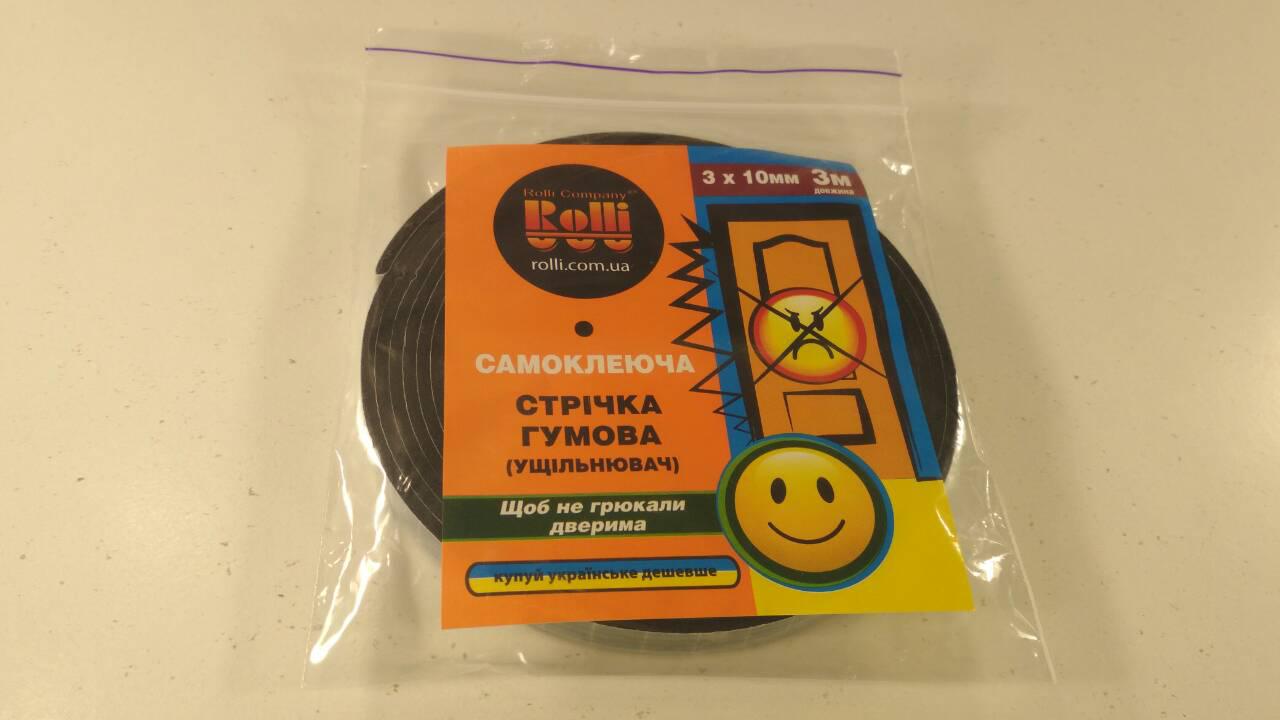 Rolli Company
Rolli
rolli.com.ua
3 х 10мм 3м
довжина
САМОКЛЕЮЧА
СТРІЧКА
ГУМОВА
(УЩІЛЬНЮВАЧ)
Щоб не грюкали
дверима
купуй українське дешевше